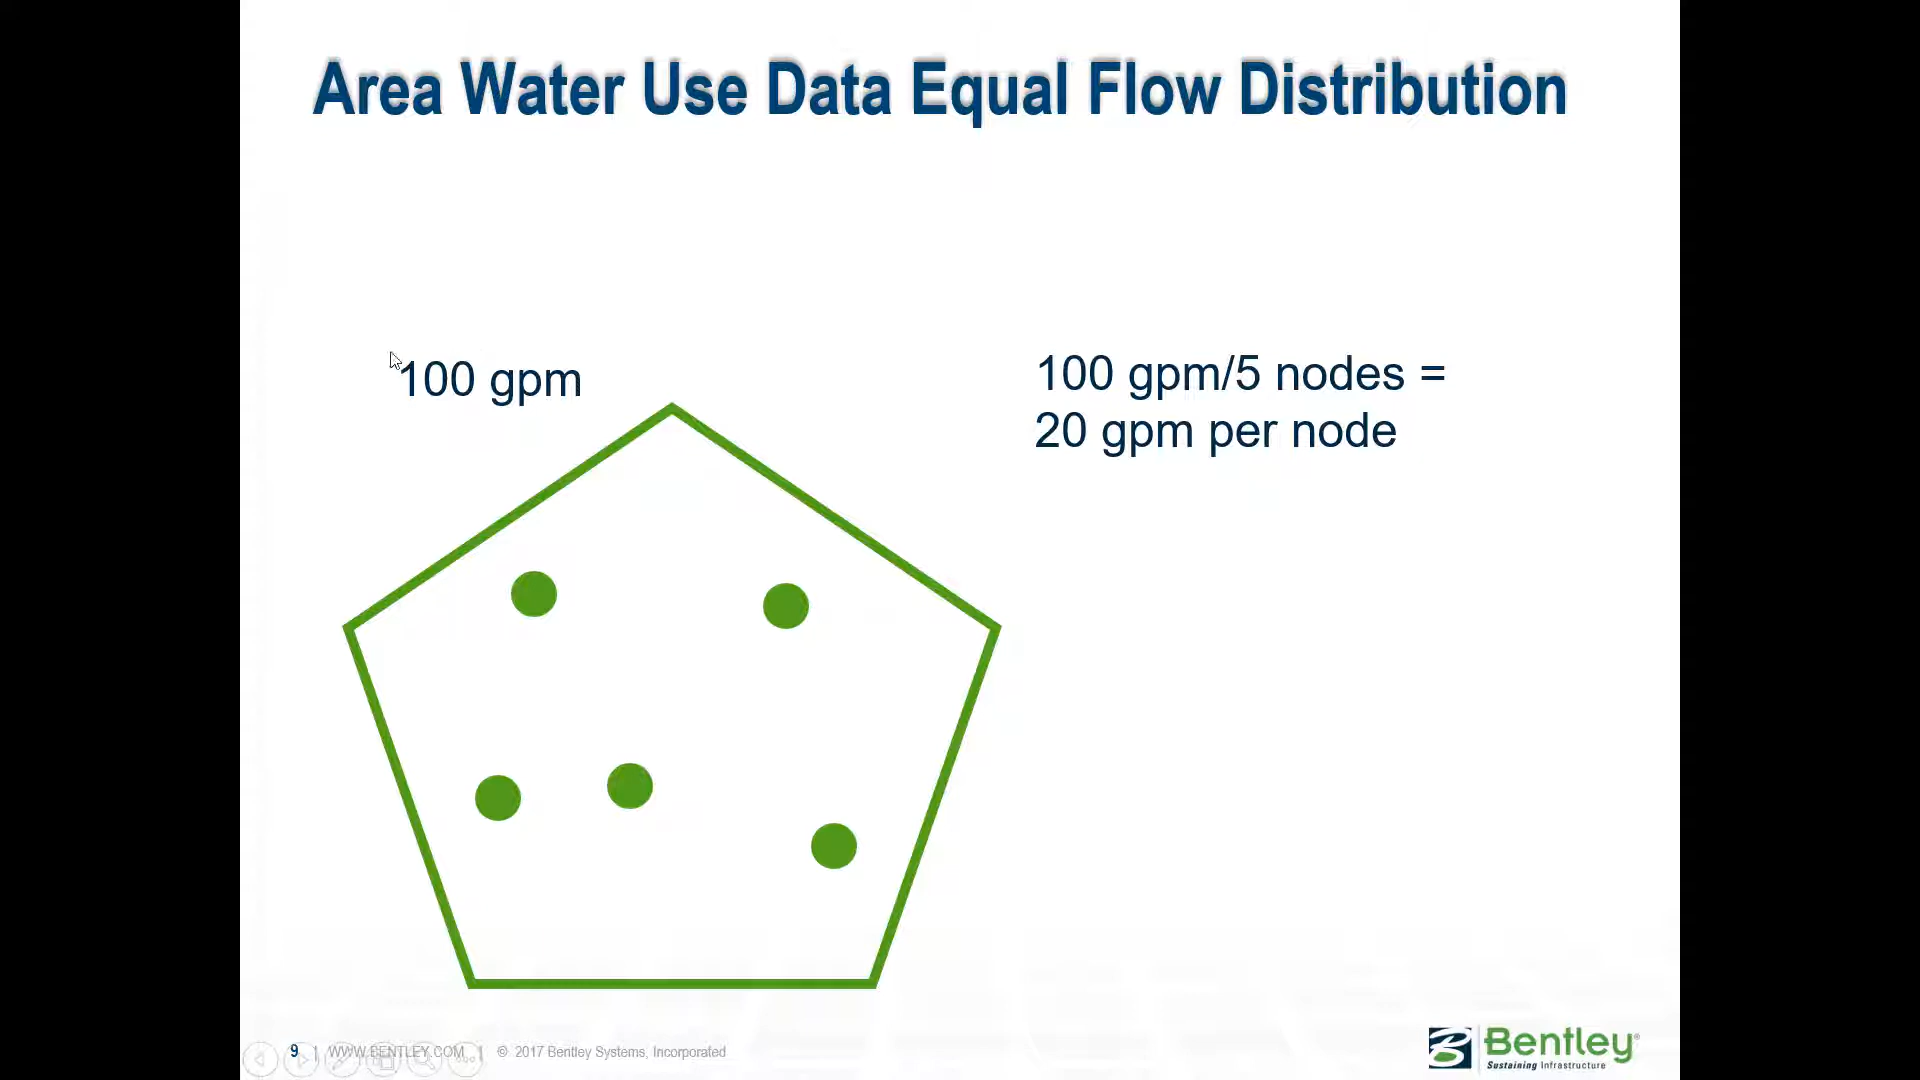 Area Water Use Data Equal Flow Distribution
100 gpm
100 gpm/5 nodes =
20 gpm per node
9 | WWW.BENTLEY.COM | © 2017 Bentley Systems, Incorporated
Bentley®
Sustaining Infrastructure